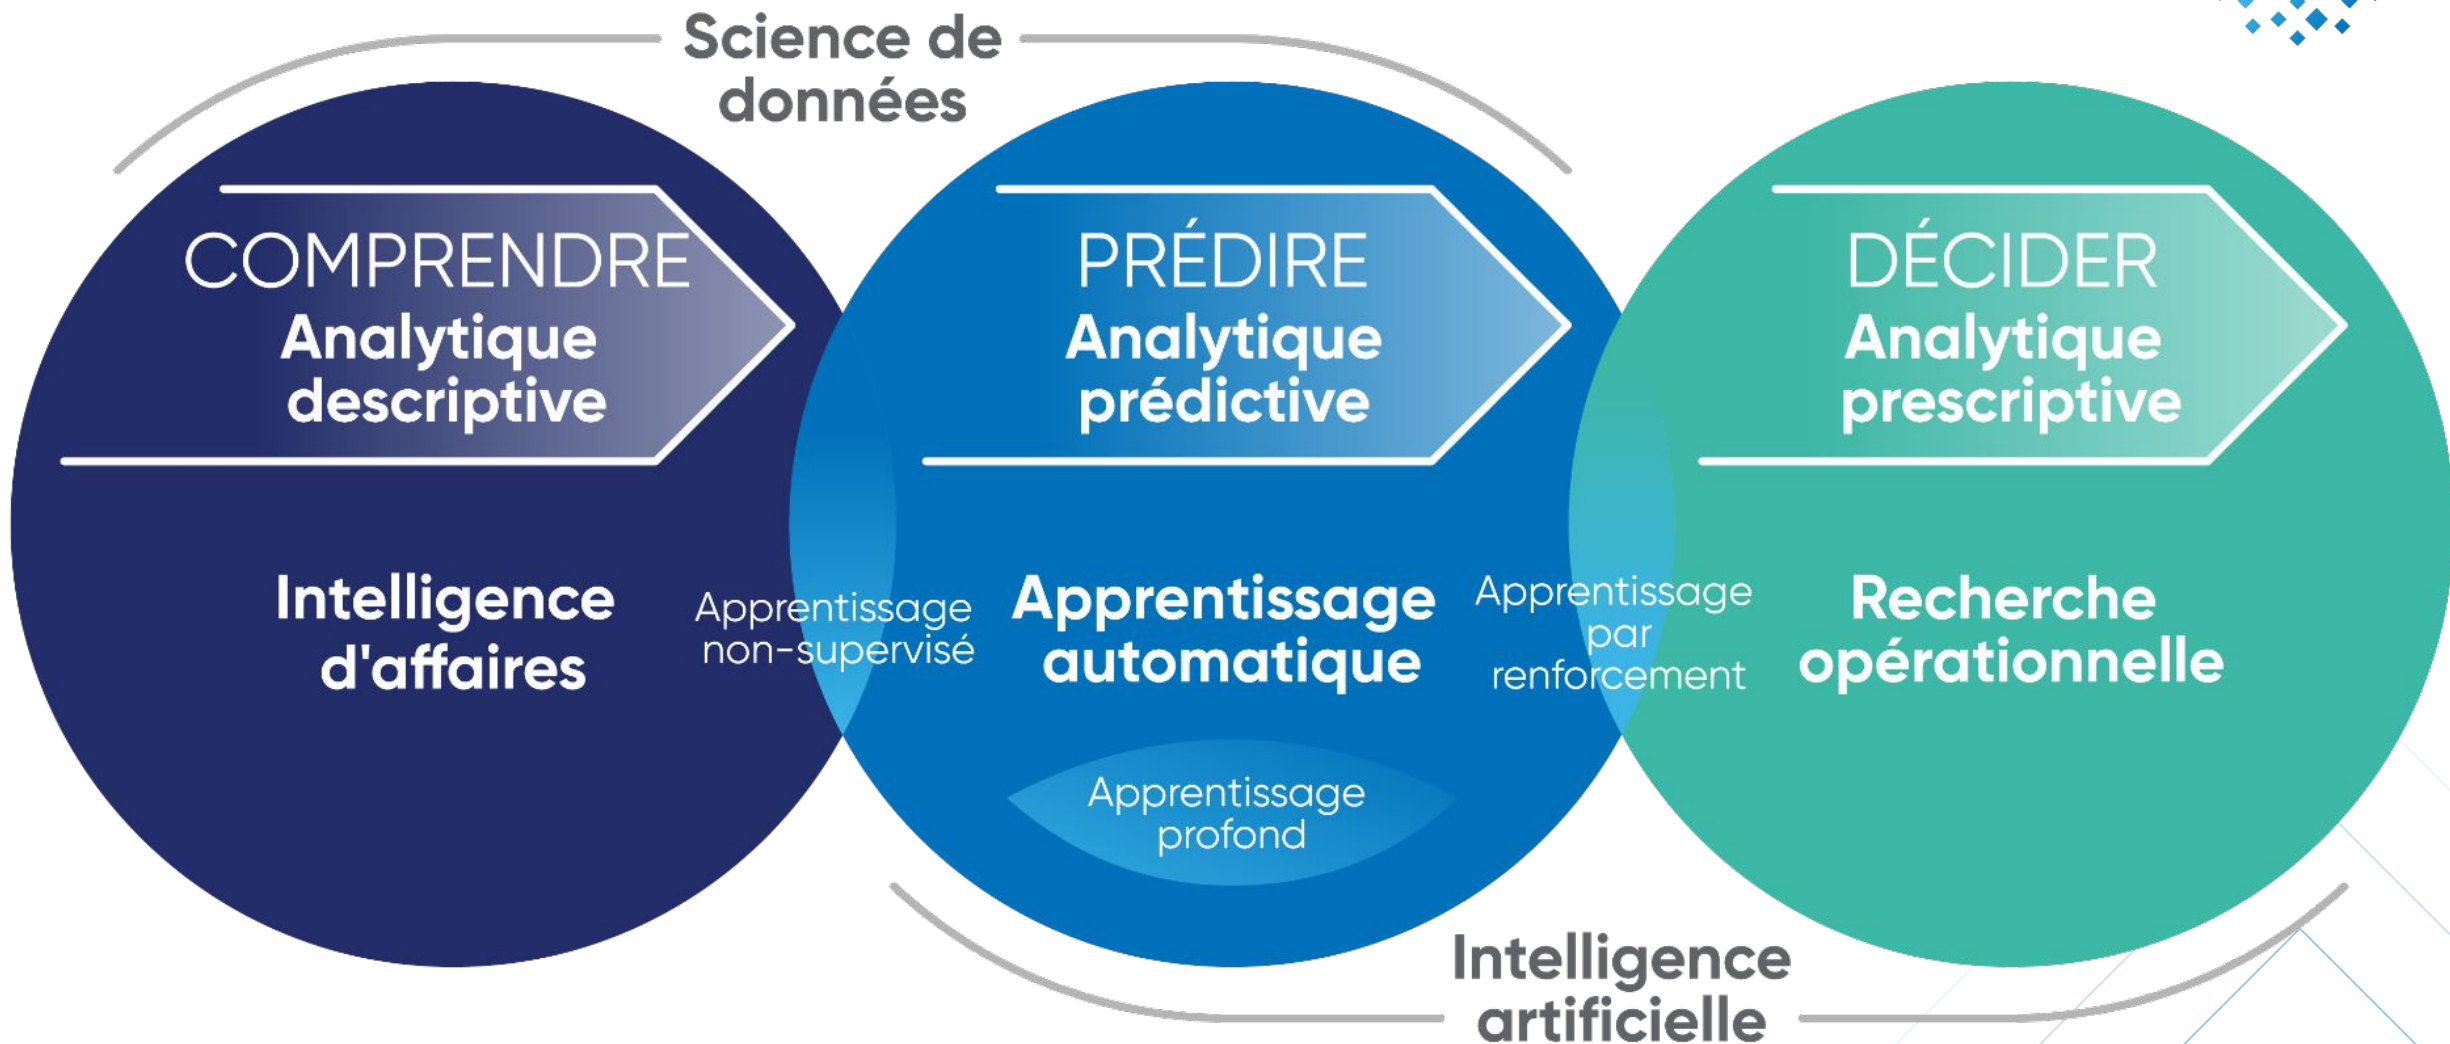 Science de
données
COMPRENDRE
Analytique
descriptive
Intelligence
d'affaires
Apprentissage
non-supervisé
PRÉDIRE
Analytique
prédictive
Apprentissage
automatique
Apprentissage
profond
Apprentissage
par
renforcement
DÉCIDER
Analytique
prescriptive
Recherche
opérationnelle
Intelligence
artificielle